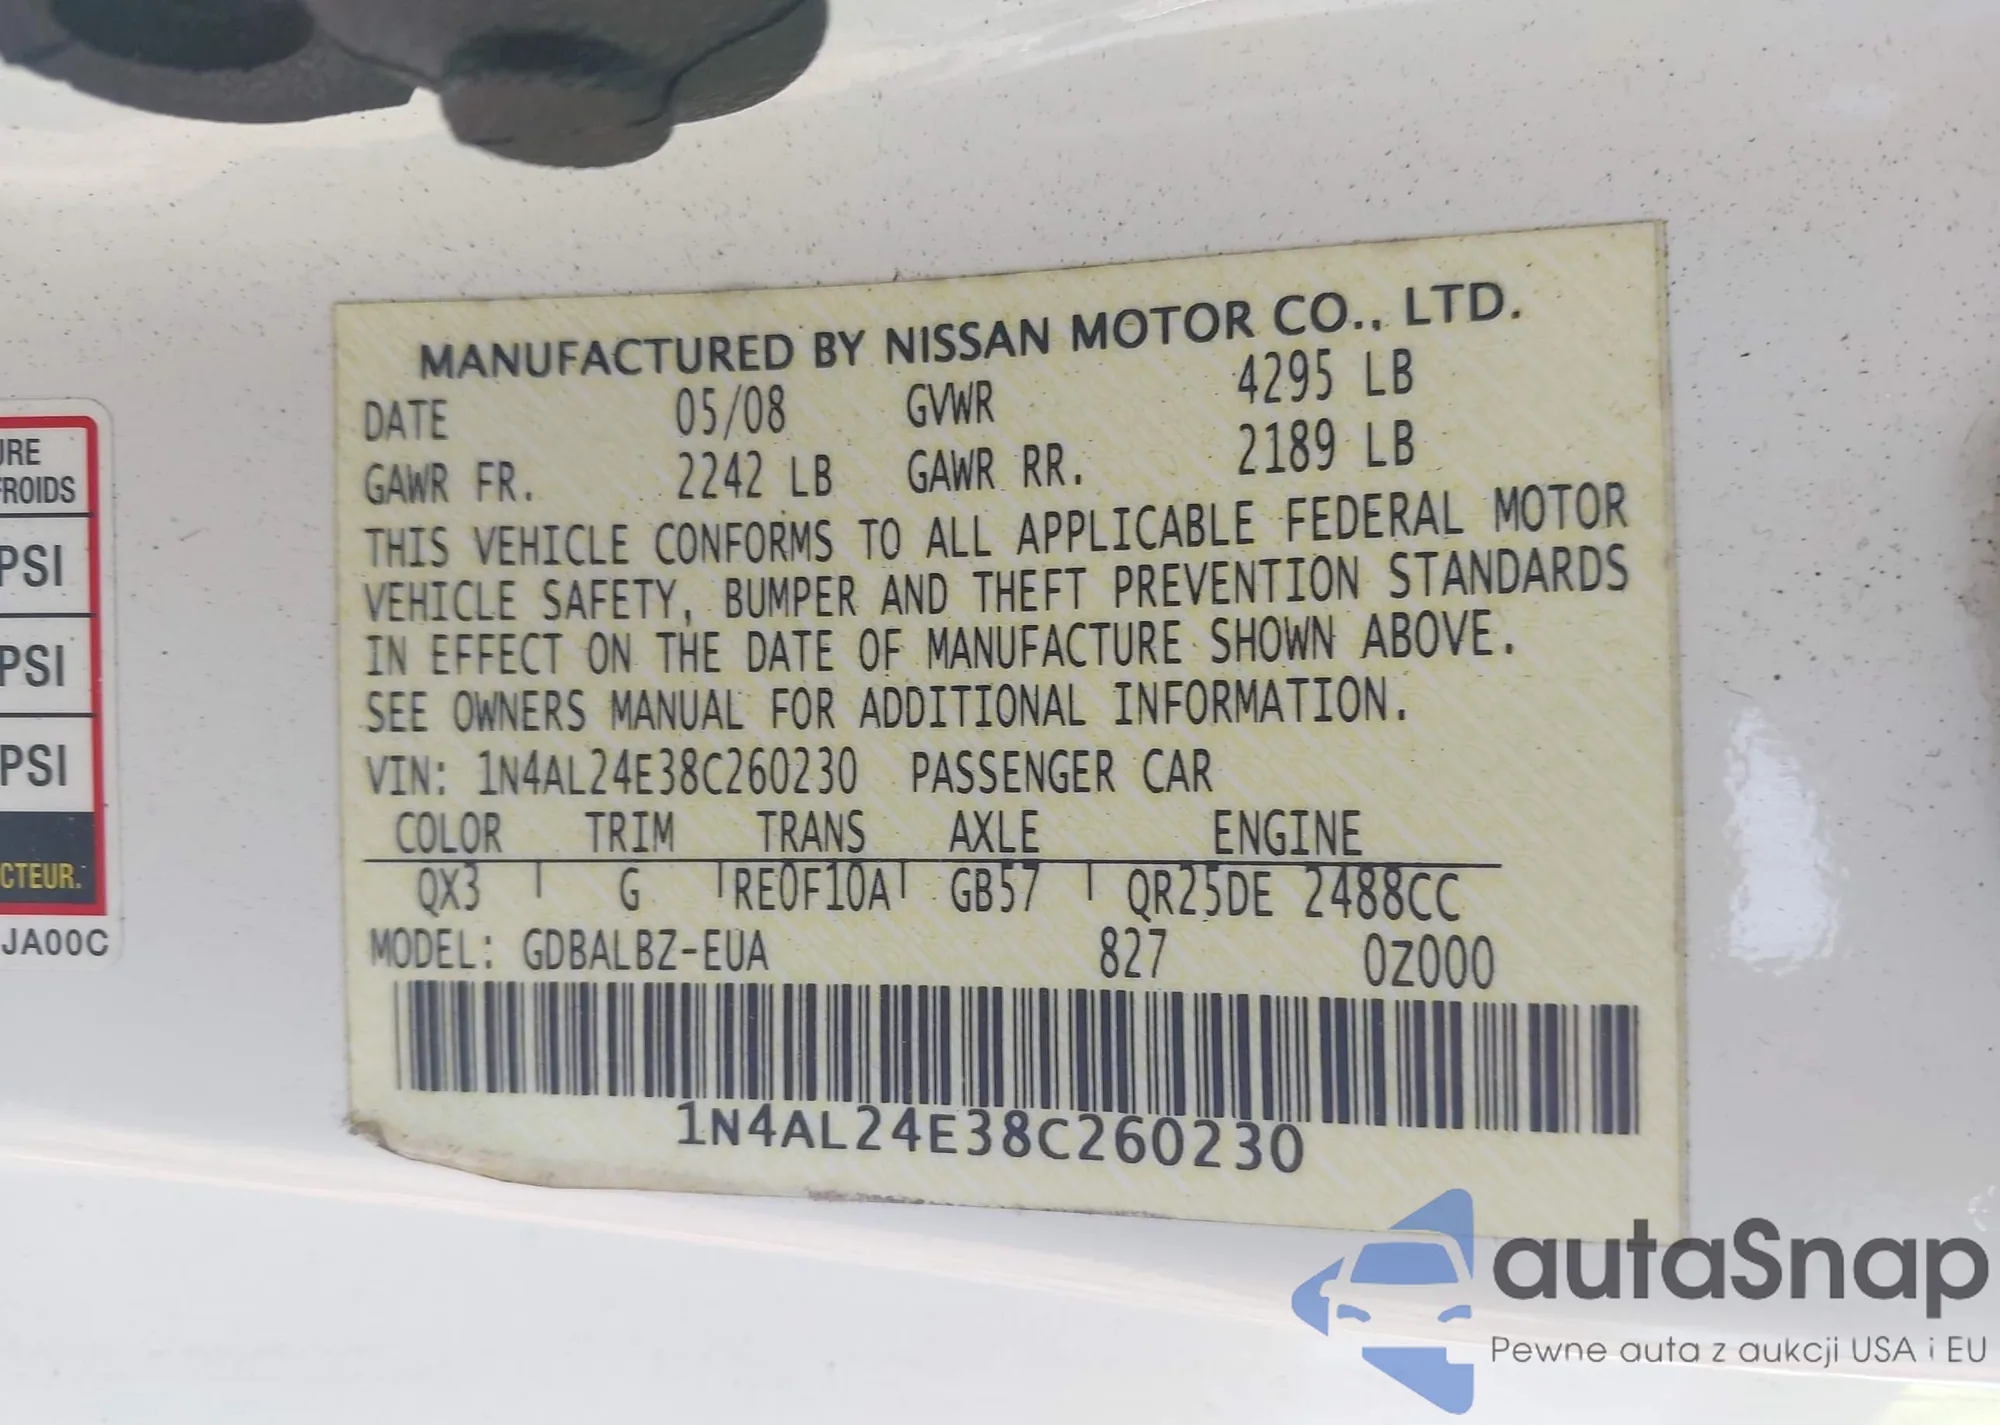 MANUFACTURED BY NISSAN MOTOR CO., LTD.
DATE 05/08 GVWR 4295 LB
GAWR FR. 2242 LB GAWR RR. 2189 LB
THIS VEHICLE CONFORMS TO ALL APPLICABLE FEDERAL MOTOR
VEHICLE SAFETY, BUMPER AND THEFT PREVENTION STANDARDS
IN EFFECT ON THE DATE OF MANUFACTURE SHOWN ABOVE.
SEE OWNERS MANUAL FOR ADDITIONAL INFORMATION.
VIN: 1N4AL24E38C260230 PASSENGER CAR
COLOR TRIM TRANS AXLE ENGINE
QX3 G RE0F10A GB57 QR25DE 2488CC
MODEL: GDBALBZ-EUA 827 0Z000
1N4AL24E38C260230
URE
FROIDS
PSI
PSI
PSI
CTEUR.
JA00C
autaSnap
Pewne auta z aukcji USA i EU